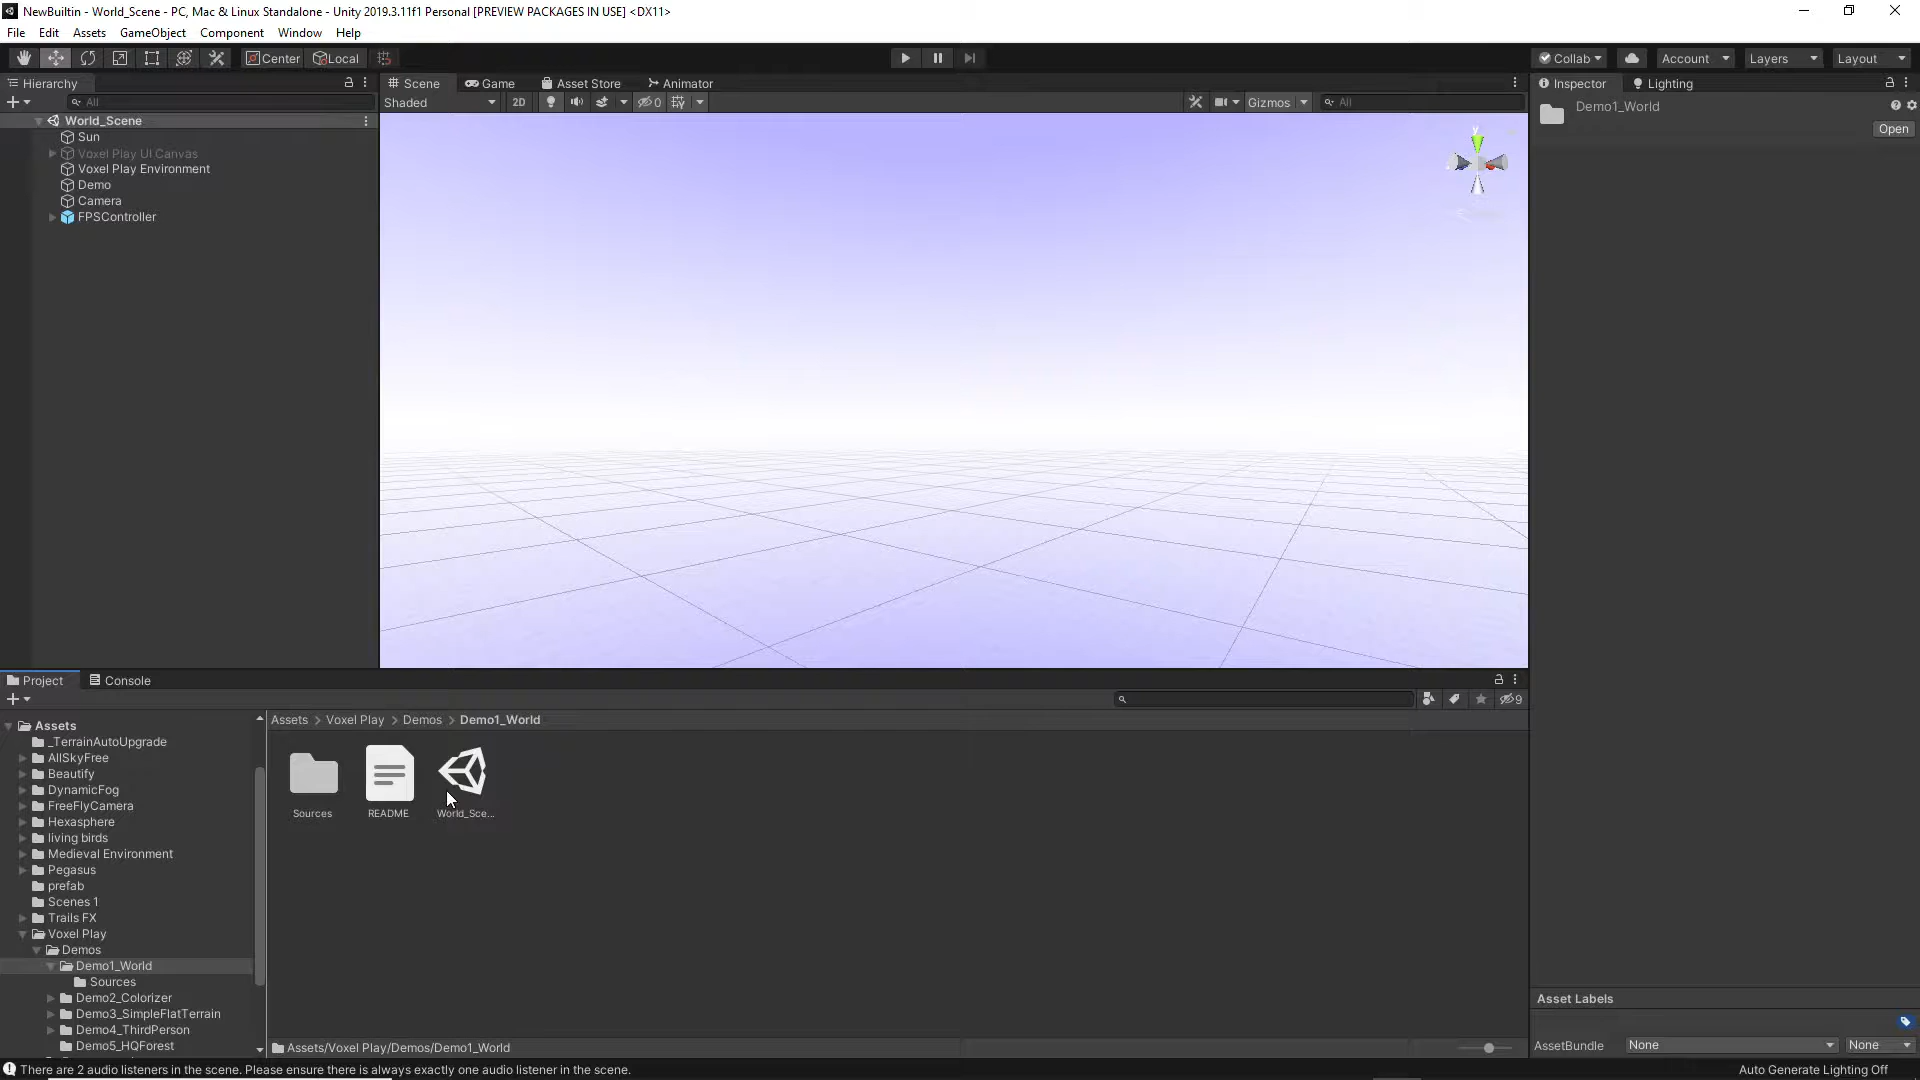 NewBuiltin - World_Scene - PC, Mac & Linux Standalone - Unity 2019.3.11f1 Personal [PREVIEW PACKAGES IN USE] <DX11>
File Edit Assets GameObject Component Window Help
Center Local Collab Account Layers Layout
Hierarchy
All
World_Scene
Sun
Voxel Play UI Canvas
Voxel Play Environment
Demo
Camera
FPSController
Scene Game Asset Store Animator
Shaded 2D 0 Gizmos All
y
Inspector Lighting
Demo1_World
Open
Project Console
9
Assets
_TerrainAutoUpgrade
AllSkyFree
Beautify
DynamicFog
FreeFlyCamera
Hexasphere
living birds
Medieval Environment
Pegasus
prefab
Scenes 1
Trails FX
Voxel Play
Demos
Demo1_World
Sources
Demo2_Colorizer
Demo3_SimpleFlatTerrain
Demo4_ThirdPerson
Demo5_HQForest
Assets > Voxel Play > Demos > Demo1_World
Sources README World_Sce...
Assets/Voxel Play/Demos/Demo1_World
Asset Labels
AssetBundle None None
There are 2 audio listeners in the scene. Please ensure there is always exactly one audio listener in the scene.
Auto Generate Lighting Off